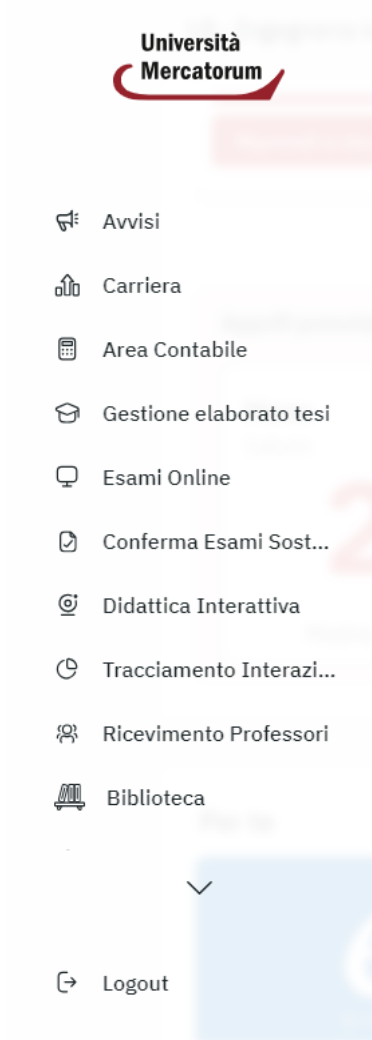 Università
Mercatorum
Avvisi
Carriera
Area Contabile
Gestione elaborato tesi
Esami Online
Conferma Esami Sost...
Didattica Interattiva
Tracciamento Interazi...
Ricevimento Professori
Biblioteca
Logout